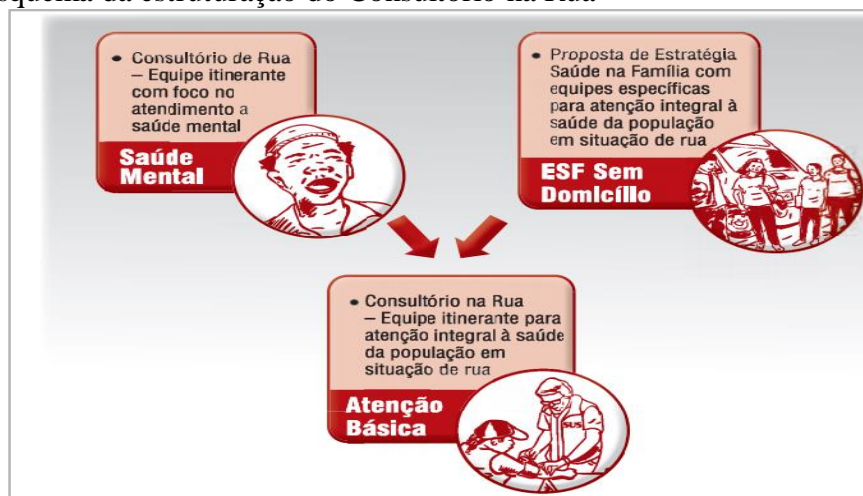 squema da estruturação do Consultório na Rua
• Consultório de Rua
– Equipe itinerante
com foco no
atendimento a
saúde mental
Saúde
Mental
• Proposta de Estratégia
Saúde na Família com
equipes específicas
para atenção integral à
saúde da população
em situação de rua
ESF Sem
Domicílio
• Consultório na Rua
– Equipe itinerante para
atenção integral à saúde
da população em
situação de rua
Atenção
Básica
SUS